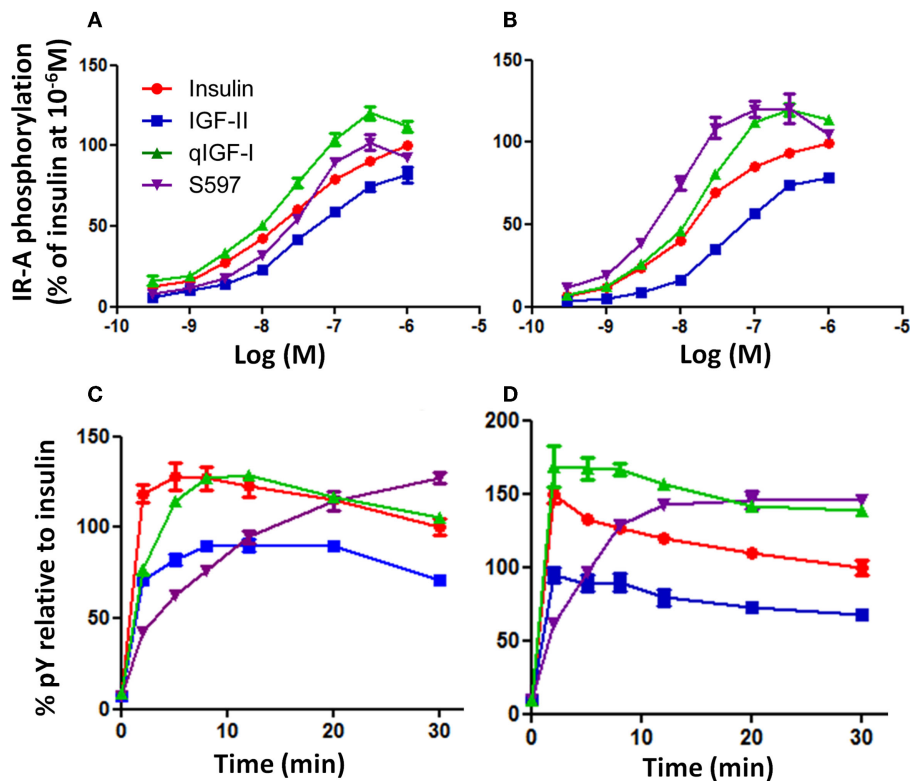 A
B
IR-A phosphorylation
(% of insulin at 10⁻⁶M)
150
100
50
0
Insulin
IGF-II
qIGF-I
S597
-10 -9 -8 -7 -6 -5
Log (M)
150
100
50
0
-10 -9 -8 -7 -6 -5
Log (M)
C
D
% pY relative to insulin
150
100
50
0
0 10 20 30
Time (min)
200
150
100
50
0
0 10 20 30
Time (min)